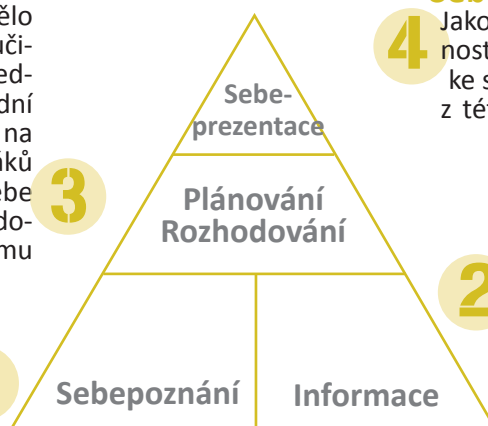 ělo
uči-
ed-
dní
na
áků
ebe
do-
mu
3
Jako
4
nost
ke s
z tét
Sebe-
prezentace
Plánování
Rozhodování
2
Sebepoznání
Informace